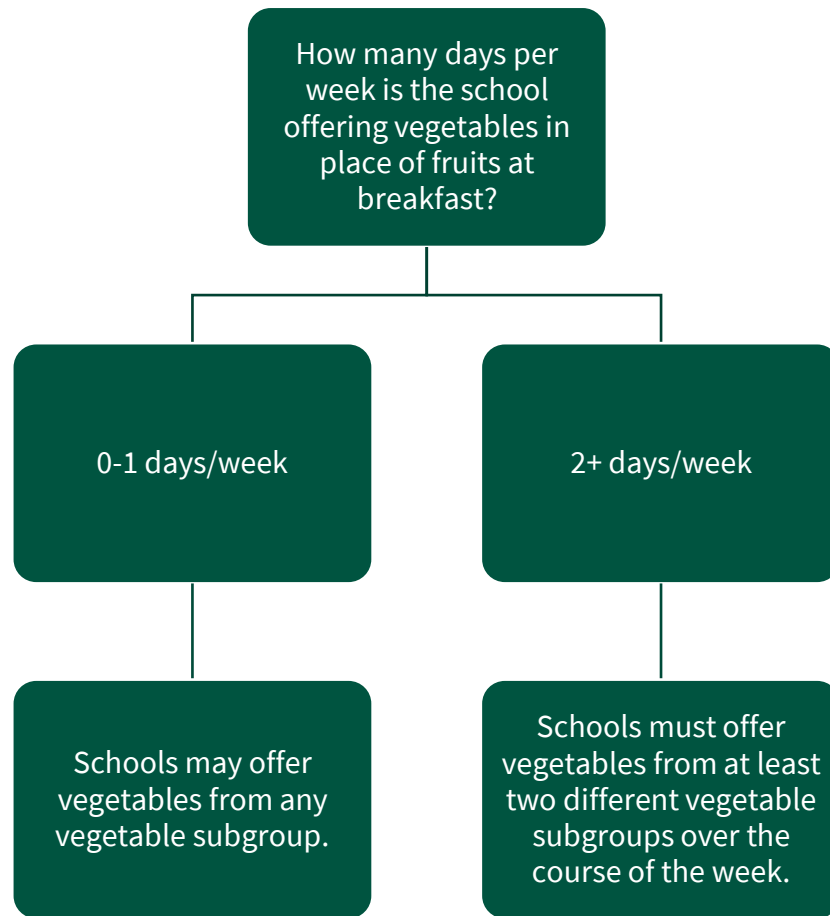 How many days per
week is the school
offering vegetables in
place of fruits at
breakfast?
0-1 days/week
2+ days/week
Schools may offer
vegetables from any
vegetable subgroup.
Schools must offer
vegetables from at least
two different vegetable
subgroups over the
course of the week.